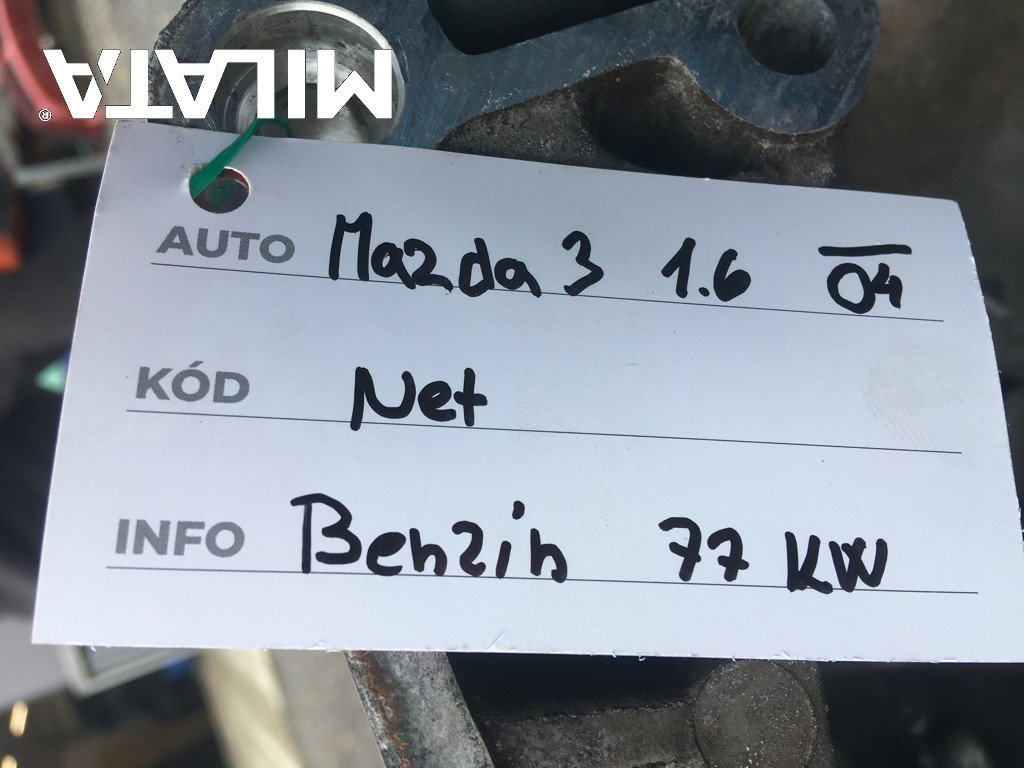 MILATA®
AUTO Mazda 3 1.6 04
KÓD Net
INFO Benzin 77 KW